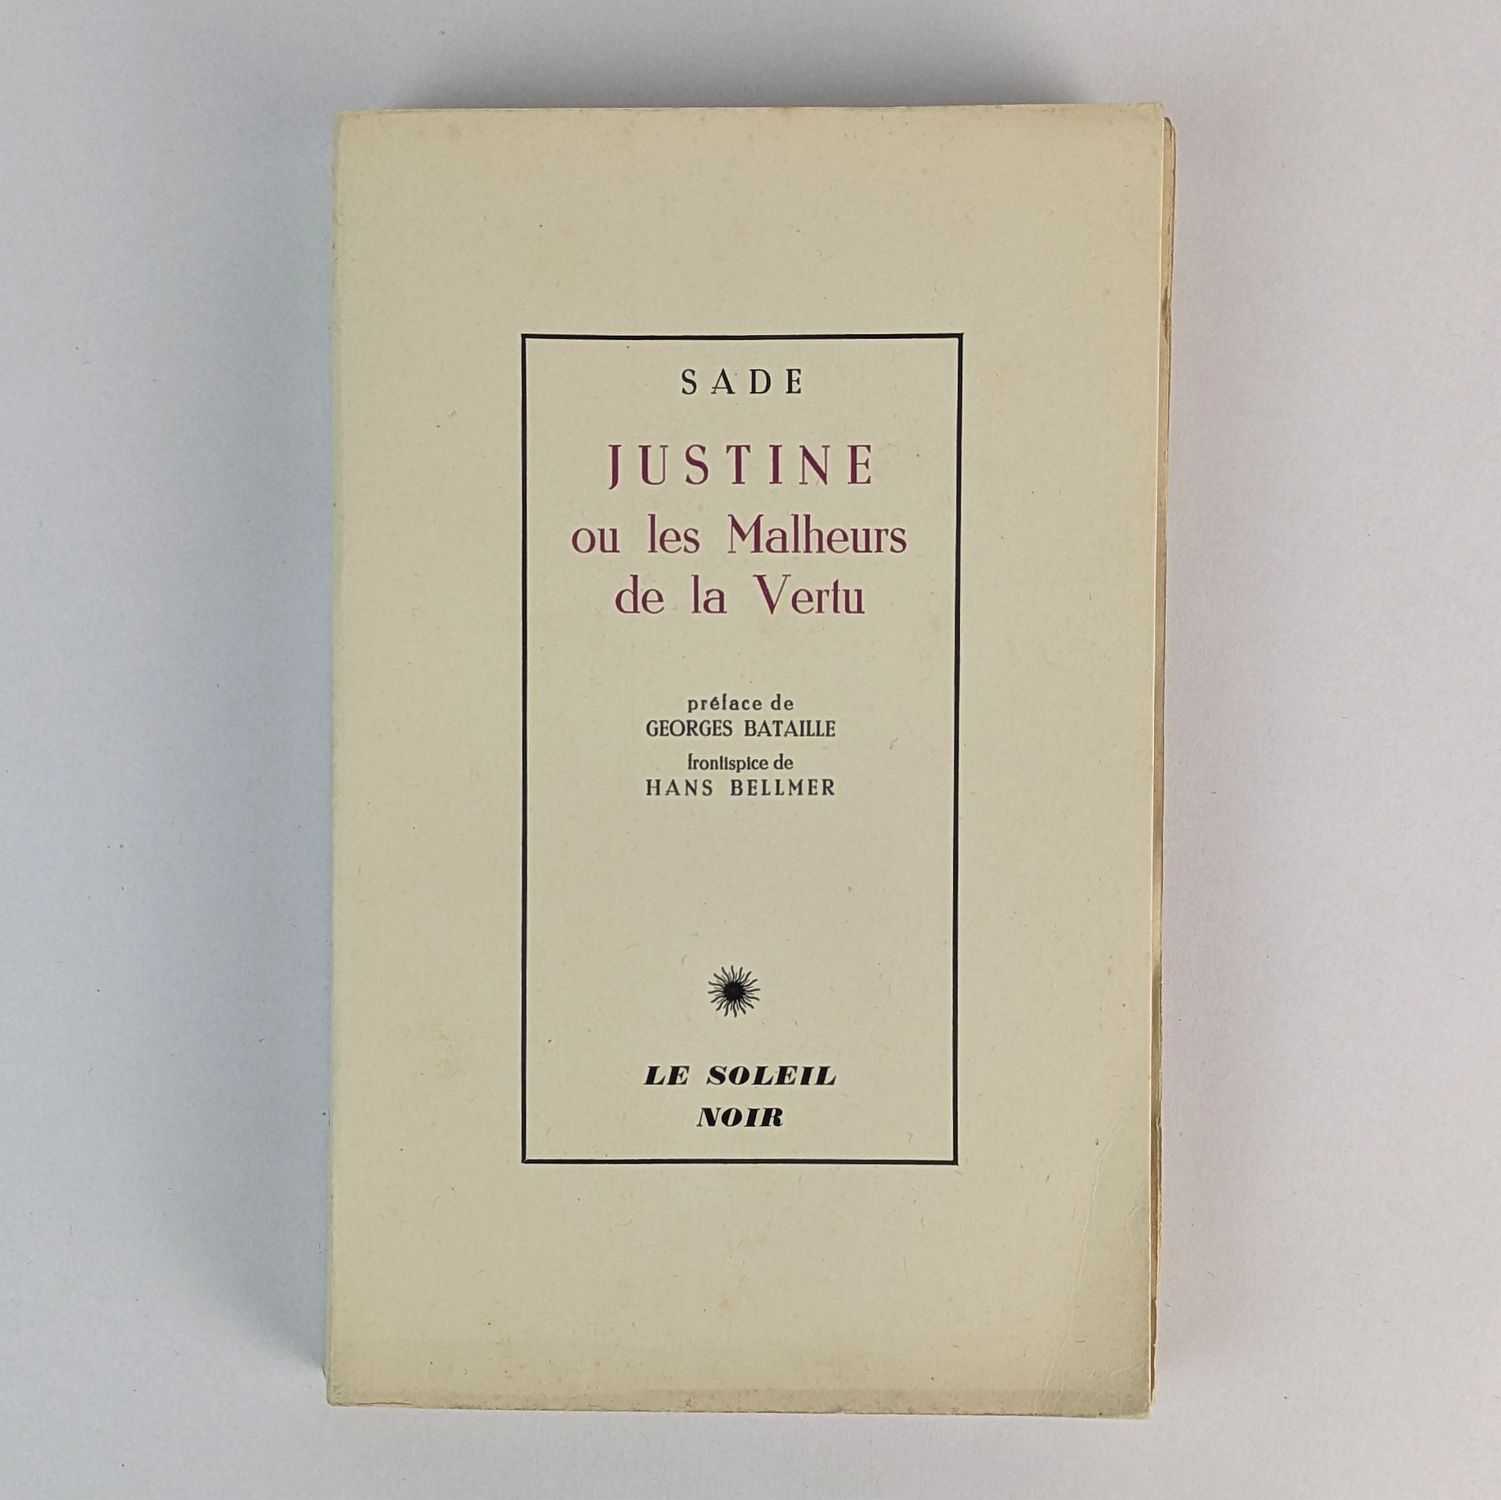 SADE
JUSTINE
ou les Malheurs
de la Vertu
préface de
GEORGES BATAILLE
frontispice de
HANS BELLMER
LE SOLEIL
NOIR